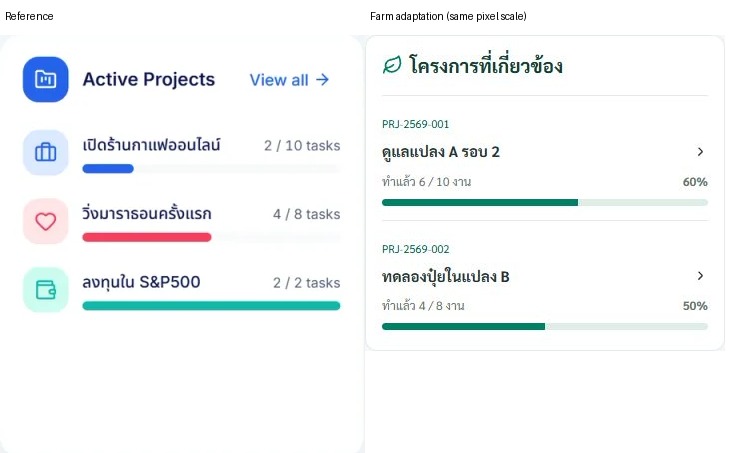 Reference
Active Projects
View all →
เปิดร้านกาแฟออนไลน์
2 / 10 tasks
วิ่งมาราธอนครั้งแรก
4 / 8 tasks
ลงทุนใน S&P500
2 / 2 tasks
Farm adaptation (same pixel scale)
โครงการที่เกี่ยวข้อง
PRJ-2569-001
ดูแลแปลง A รอบ 2
ทำแล้ว 6 / 10 งาน
60%
PRJ-2569-002
ทดลองปุ๋ยในแปลง B
ทำแล้ว 4 / 8 งาน
50%